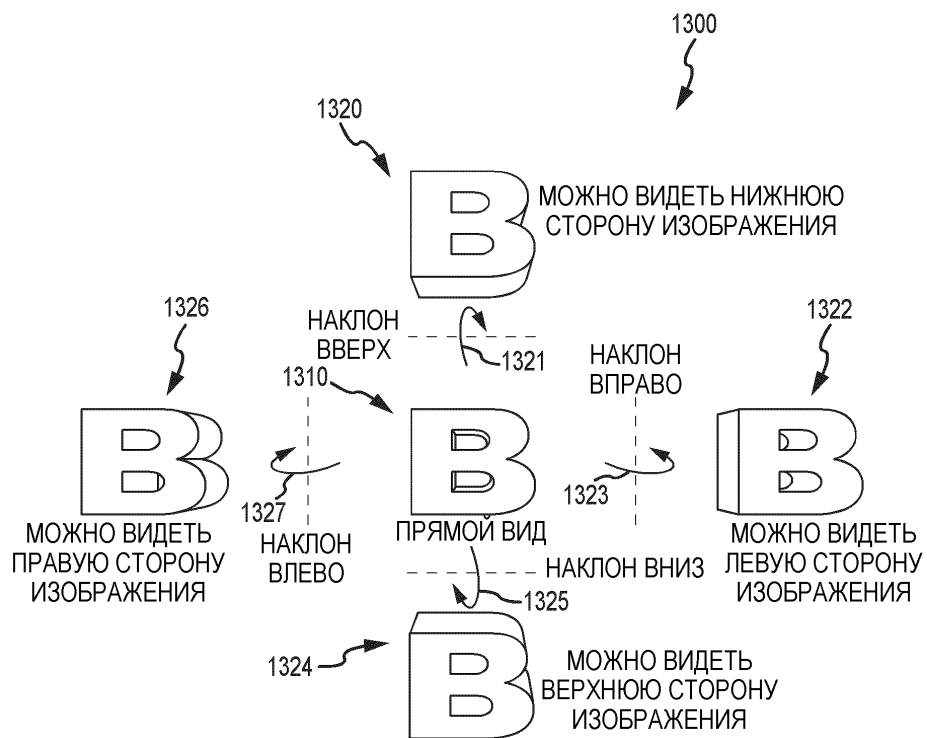 1300
1320
B
МОЖНО ВИДЕТЬ НИЖНЮЮ
СТОРОНУ ИЗОБРАЖЕНИЯ
1326
НАКЛОН
ВВЕРХ
1321
1322
НАКЛОН
ВПРАВО
1310
B
1327
B
1323
B
МОЖНО ВИДЕТЬ
ПРАВУЮ СТОРОНУ
ИЗОБРАЖЕНИЯ
НАКЛОН
ВЛЕВО
ПРЯМОЙ ВИД
МОЖНО ВИДЕТЬ
ЛЕВУЮ СТОРОНУ
ИЗОБРАЖЕНИЯ
НАКЛОН ВНИЗ
1325
1324
B
МОЖНО ВИДЕТЬ
ВЕРХНЮЮ СТОРОНУ
ИЗОБРАЖЕНИЯ